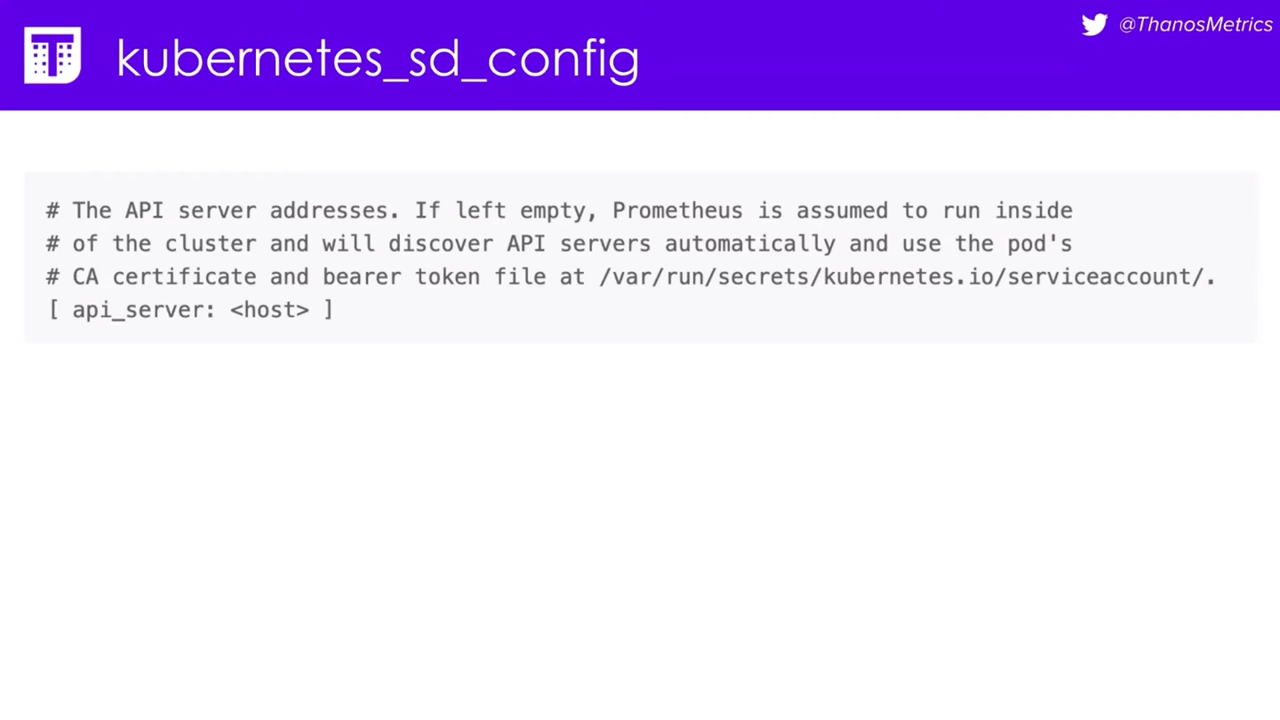 @ThanosMetrics
kubernetes_sd_config
# The API server addresses. If left empty, Prometheus is assumed to run inside
# of the cluster and will discover API servers automatically and use the pod's
# CA certificate and bearer token file at /var/run/secrets/kubernetes.io/serviceaccount/.
[ api_server: <host> ]